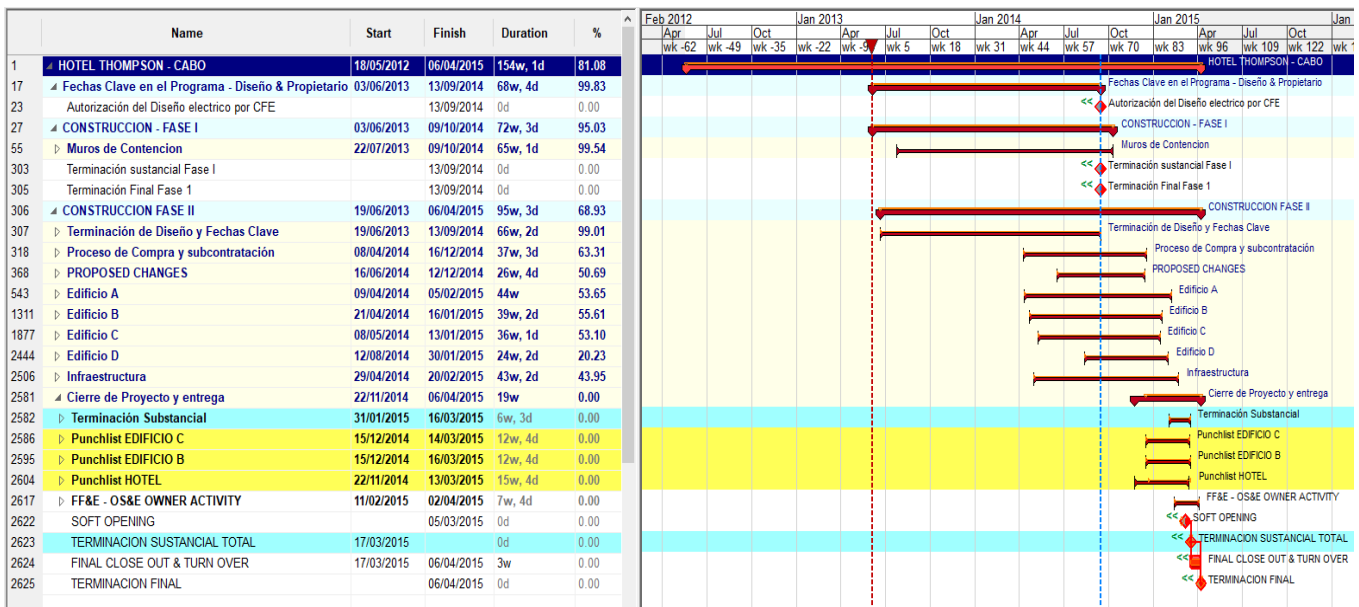 Name Start Finish Duration %
1 HOTEL THOMPSON - CABO 18/05/2012 06/04/2015 154w, 1d 81.08
17 Fechas Clave en el Programa - Diseño & Propietario 03/06/2013 13/09/2014 68w, 4d 99.83
23 Autorización del Diseño electrico por CFE 13/09/2014 0d 0.00
27 CONSTRUCCION - FASE I 03/06/2013 09/10/2014 72w, 3d 95.03
55 Muros de Contencion 22/07/2013 09/10/2014 65w, 1d 99.54
303 Terminación sustancial Fase I 13/09/2014 0d 0.00
305 Terminación Final Fase 1 13/09/2014 0d 0.00
306 CONSTRUCCION FASE II 19/06/2013 06/04/2015 95w, 3d 68.93
307 Terminación de Diseño y Fechas Clave 19/06/2013 13/09/2014 66w, 2d 99.01
318 Proceso de Compra y subcontratación 08/04/2014 16/12/2014 37w, 3d 63.31
368 PROPOSED CHANGES 16/06/2014 12/12/2014 26w, 4d 50.69
543 Edificio A 09/04/2014 05/02/2015 44w 53.65
1311 Edificio B 21/04/2014 16/01/2015 39w, 2d 55.61
1877 Edificio C 08/05/2014 13/01/2015 36w, 1d 53.10
2444 Edificio D 12/08/2014 30/01/2015 24w, 2d 20.23
2506 Infraestructura 29/04/2014 20/02/2015 43w, 2d 43.95
2581 Cierre de Proyecto y entrega 22/11/2014 06/04/2015 19w 0.00
2582 Terminación Substancial 31/01/2015 16/03/2015 6w, 3d 0.00
2586 Punchlist EDIFICIO C 15/12/2014 14/03/2015 12w, 4d 0.00
2595 Punchlist EDIFICIO B 15/12/2014 16/03/2015 12w, 4d 0.00
2604 Punchlist HOTEL 22/11/2014 13/03/2015 15w, 4d 0.00
2617 FF&E - OS&E OWNER ACTIVITY 11/02/2015 02/04/2015 7w, 4d 0.00
2622 SOFT OPENING 05/03/2015 0d 0.00
2623 TERMINACION SUSTANCIAL TOTAL 17/03/2015 0d 0.00
2624 FINAL CLOSE OUT & TURN OVER 17/03/2015 06/04/2015 3w 0.00
2625 TERMINACION FINAL 06/04/2015 0d 0.00
Feb 2012 Jan 2013 Jan 2014 Jan 2015 Jan
Apr Jul Oct Apr Jul Oct Apr Jul Oct Apr Jul Oct
wk -62 wk -49 wk -35 wk -22 wk -9 wk 5 wk 18 wk 31 wk 44 wk 57 wk 70 wk 83 wk 96 wk 109 wk 122 wk 1
HOTEL THOMPSON - CABO
Fechas Clave en el Programa - Diseño & Propietario
<< Autorización del Diseño electrico por CFE
CONSTRUCCION - FASE I
Muros de Contencion
<< Terminación sustancial Fase I
<< Terminación Final Fase 1
CONSTRUCCION FASE II
Terminación de Diseño y Fechas Clave
Proceso de Compra y subcontratación
PROPOSED CHANGES
Edificio A
Edificio B
Edificio C
Edificio D
Infraestructura
Cierre de Proyecto y entrega
Terminación Substancial
Punchlist EDIFICIO C
Punchlist EDIFICIO B
Punchlist HOTEL
FF&E - OS&E OWNER ACTIVITY
<< SOFT OPENING
<< TERMINACION SUSTANCIAL TOTAL
<< FINAL CLOSE OUT & TURN OVER
<< TERMINACION FINAL